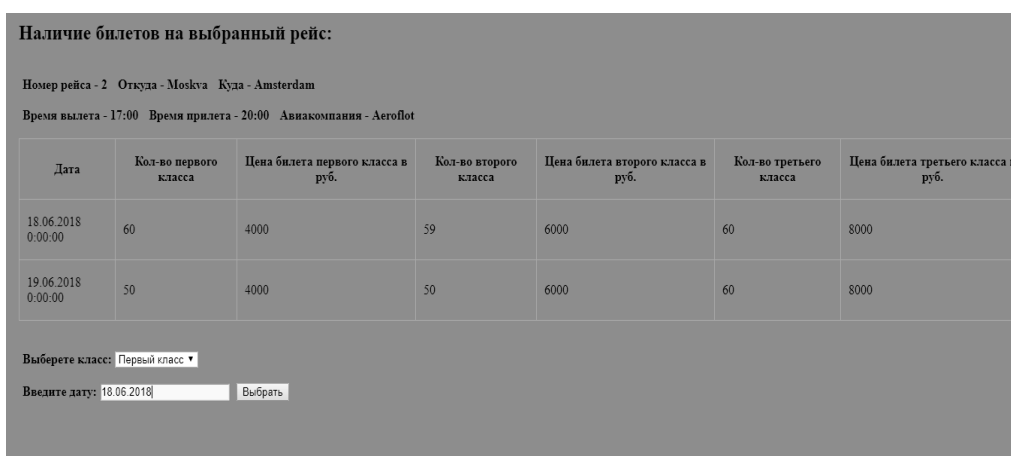 Наличие билетов на выбранный рейс:
Номер рейса - 2 Откуда - Moskva Куда - Amsterdam
Время вылета - 17:00 Время прилета - 20:00 Авиакомпания - Aeroflot
Дата Кол-во первого класса Цена билета первого класса в руб. Кол-во второго класса Цена билета второго класса в руб. Кол-во третьего класса Цена билета третьего класса в руб.
18.06.2018 0:00:00 60 4000 59 6000 60 8000
19.06.2018 0:00:00 50 4000 50 6000 60 8000
Выберете класс: Первый класс
Введите дату: 18.06.2018 Выбрать